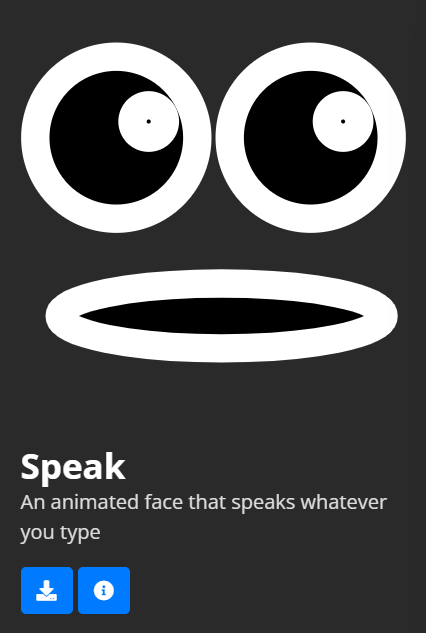 Speak
An animated face that speaks whatever
you type